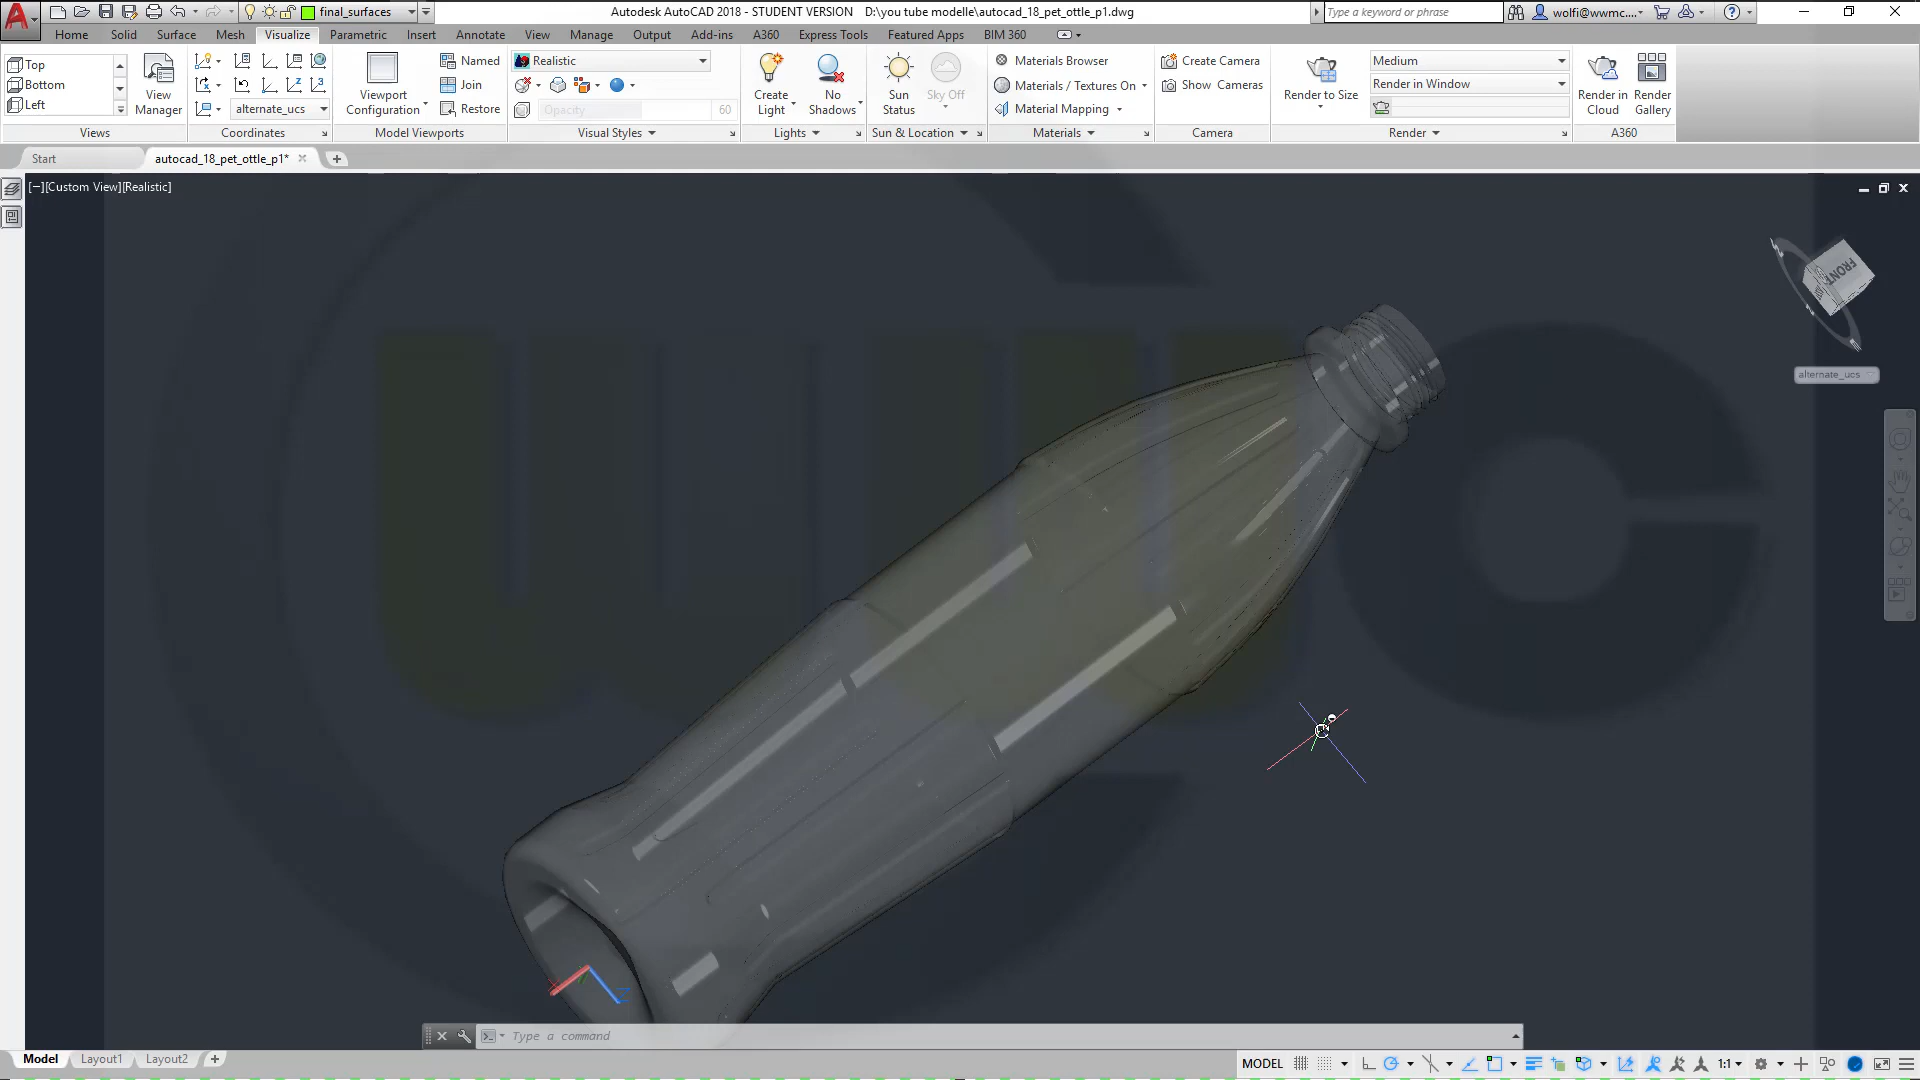 final_surfaces
Autodesk AutoCAD 2018 - STUDENT VERSION D:\you tube modelle\autocad_18_pet_ottle_p1.dwg
Type a keyword or phrase
wolfi@wwmc...
Home Solid Surface Mesh Visualize Parametric Insert Annotate View Manage Output Add-ins A360 Express Tools Featured Apps BIM 360
Top
Bottom
Left
View
Manager
Views
alternate_ucs
Coordinates
Viewport
Configuration
Named
Join
Restore
Model Viewports
Realistic
Opacity 60
Visual Styles
Create
Light
No
Shadows
Lights
Sun
Status
Sky Off
Sun & Location
Materials Browser
Materials / Textures On
Material Mapping
Materials
Create Camera
Show Cameras
Camera
Render to Size
Medium
Render in Window
Render
Render in
Cloud
Render
Gallery
A360
Start
autocad_18_pet_ottle_p1*
[−][Custom View][Realistic]
FRONT
alternate_ucs
wwc
Type a command
Model Layout1 Layout2
MODEL
1:1